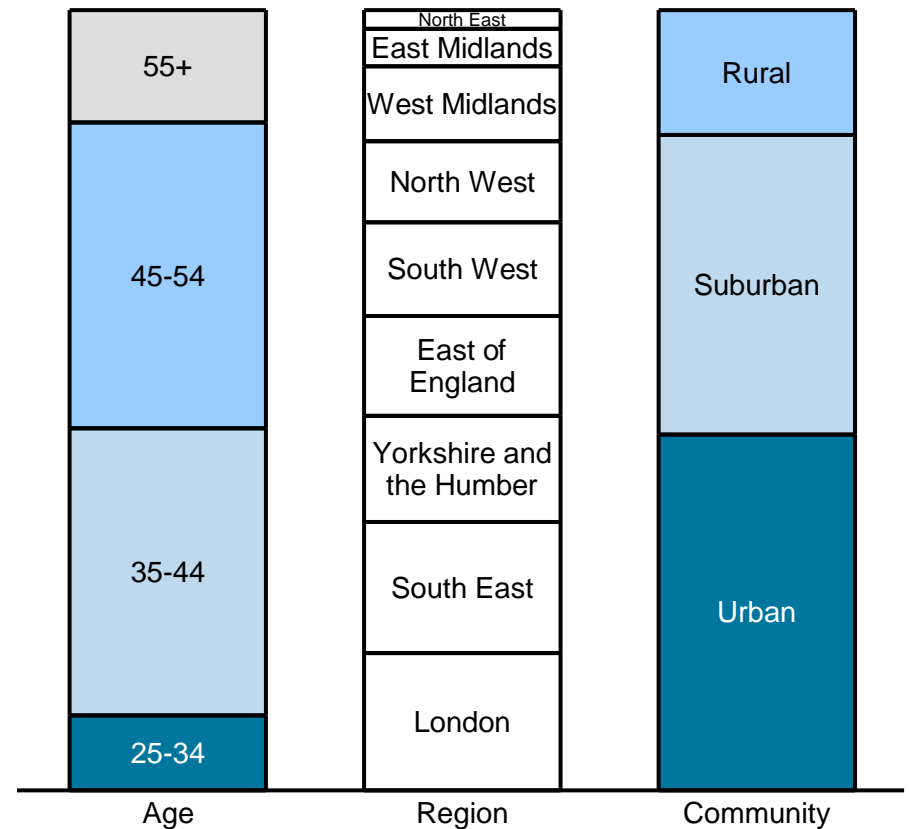 55+
45-54
35-44
25-34
Age
North East
East Midlands
West Midlands
North West
South West
East of
England
Yorkshire and
the Humber
South East
London
Region
Rural
Suburban
Urban
Community